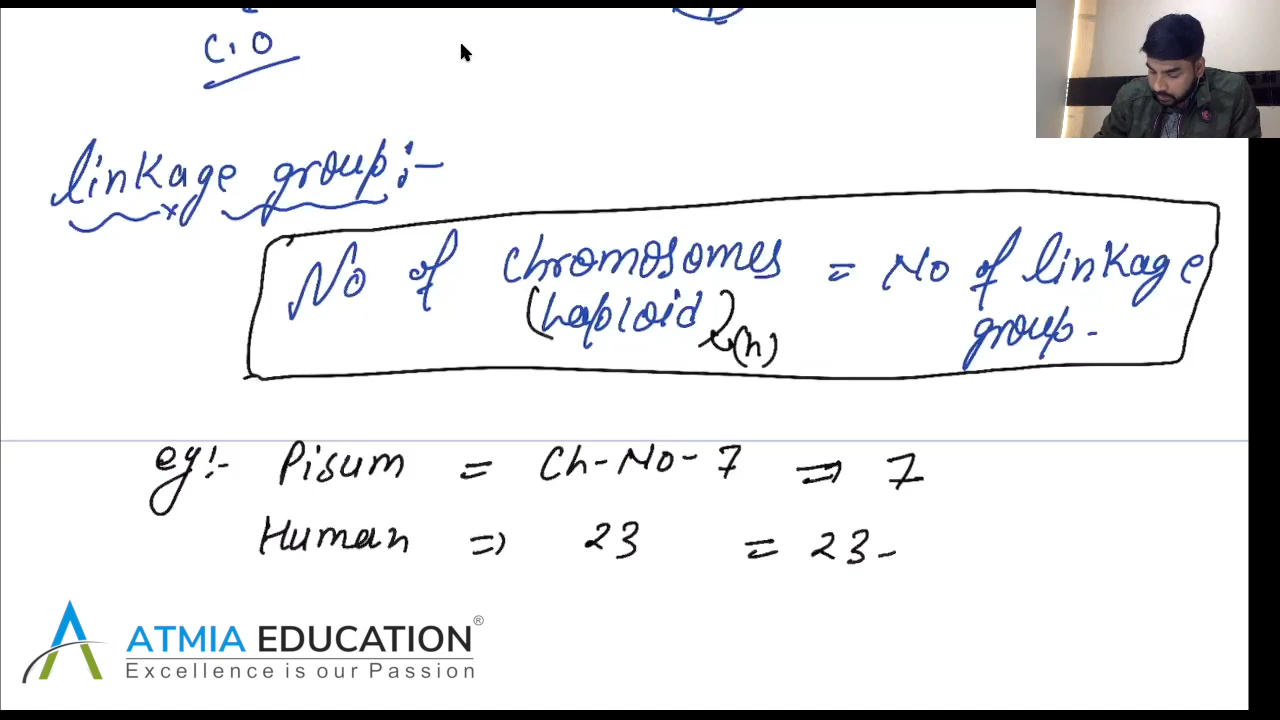 C.O
linkage group:-
No of chromosomes = No of linkage
(haploid) (n) group-
eg:- Pisum = Ch-No-7 ⇒ 7
Human ⇒ 23 = 23-
ATMIA EDUCATION®
Excellence is our Passion